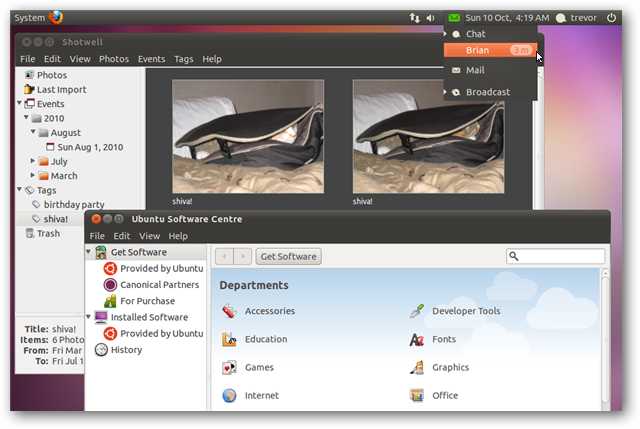 System
Sun 10 Oct, 4:19 AM
trevor
Chat
Brian 3 m
Mail
Broadcast
Shotwell
File Edit View Photos Events Tags Help
Photos
Last Import
Events
2010
August
Sun Aug 1, 2010
July
March
Tags
birthday party
shiva!
Trash
shiva! shiva!
Title: shiva!
Items: 6 Photo
From: Fri Mar
To: Fri Jul 1
Ubuntu Software Centre
File Edit View Help
Get Software
Provided by Ubuntu
Canonical Partners
For Purchase
Installed Software
Provided by Ubuntu
History
Get Software
Departments
Accessories Developer Tools
Education Fonts
Games Graphics
Internet Office